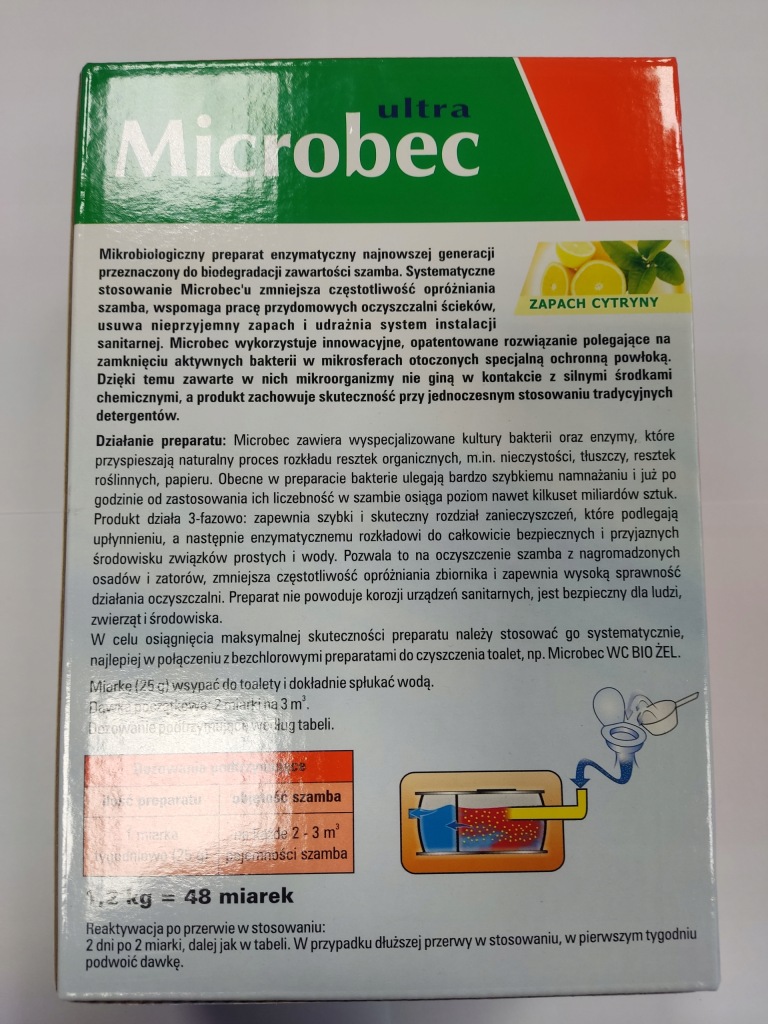 ultra
Microbec
Mikrobiologiczny preparat enzymatyczny najnowszej generacji
przeznaczony do biodegradacji zawartości szamba. Systematyczne
stosowanie Microbec'u zmniejsza częstotliwość opróżniania
szamba, wspomaga pracę przydomowych oczyszczalni ścieków,
usuwa nieprzyjemny zapach i udrażnia system instalacji
sanitarnej. Microbec wykorzystuje innowacyjne, opatentowane rozwiązanie polegające na
zamknięciu aktywnych bakterii w mikrosferach otoczonych specjalną ochronną powłoką.
Dzięki temu zawarte w nich mikroorganizmy nie giną w kontakcie z silnymi środkami
chemicznymi, a produkt zachowuje skuteczność przy jednoczesnym stosowaniu tradycyjnych
detergentów.
ZAPACH CYTRYNY
Działanie preparatu: Microbec zawiera wyspecjalizowane kultury bakterii oraz enzymy, które
przyspieszają naturalny proces rozkładu resztek organicznych, m.in. nieczystości, tłuszczy, resztek
roślinnych, papieru. Obecne w preparacie bakterie ulegają bardzo szybkiemu namnażaniu i już po
godzinie od zastosowania ich liczebność w szambie osiąga poziom nawet kilkuset miliardów sztuk.
Produkt działa 3-fazowo: zapewnia szybki i skuteczny rozdział zanieczyszczeń, które podlegają
upłynnieniu, a następnie enzymatycznemu rozkładowi do całkowicie bezpiecznych i przyjaznych
środowisku związków prostych i wody. Pozwala to na oczyszczenie szamba z nagromadzonych
osadów i zatorów, zmniejsza częstotliwość opróżniania zbiornika i zapewnia wysoką sprawność
działania oczyszczalni. Preparat nie powoduje korozji urządzeń sanitarnych, jest bezpieczny dla ludzi,
zwierząt i środowiska.
W celu osiągnięcia maksymalnej skuteczności preparatu należy stosować go systematycznie,
najlepiej w połączeniu z bezchlorowymi preparatami do czyszczenia toalet, np. Microbec WC BIO ŻEL.
Miarkę (25 g) wsypać do toalety i dokładnie spłukać wodą.
Dawka początkowa: 2 miarki na 3 m³.
Dozowanie podtrzymujące według tabeli.
Dozowanie podtrzymujące
ilość preparatu objętość szamba
1 miarka na każde 2 - 3 m³
tygodniowo (25 g) pojemności szamba
1,2 kg = 48 miarek
Reaktywacja po przerwie w stosowaniu:
2 dni po 2 miarki, dalej jak w tabeli. W przypadku dłuższej przerwy w stosowaniu, w pierwszym tygodniu
podwoić dawkę.